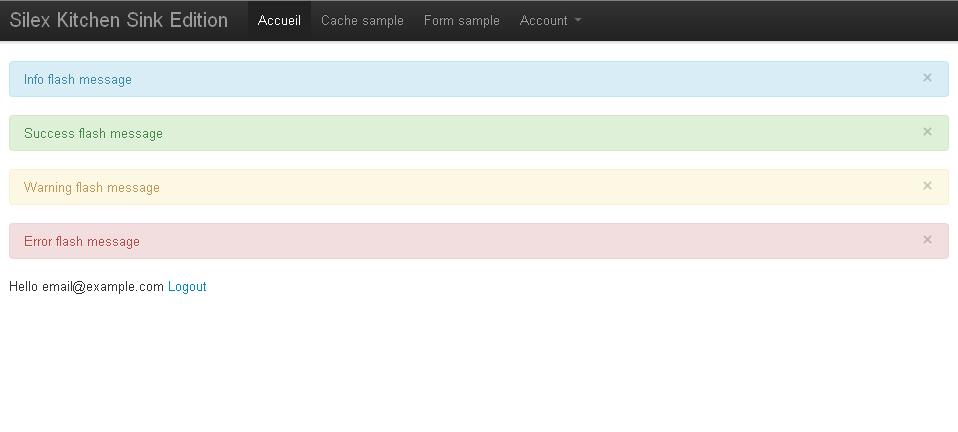 Silex Kitchen Sink Edition Accueil Cache sample Form sample Account
Info flash message ×
Success flash message ×
Warning flash message ×
Error flash message ×
Hello email@example.com Logout